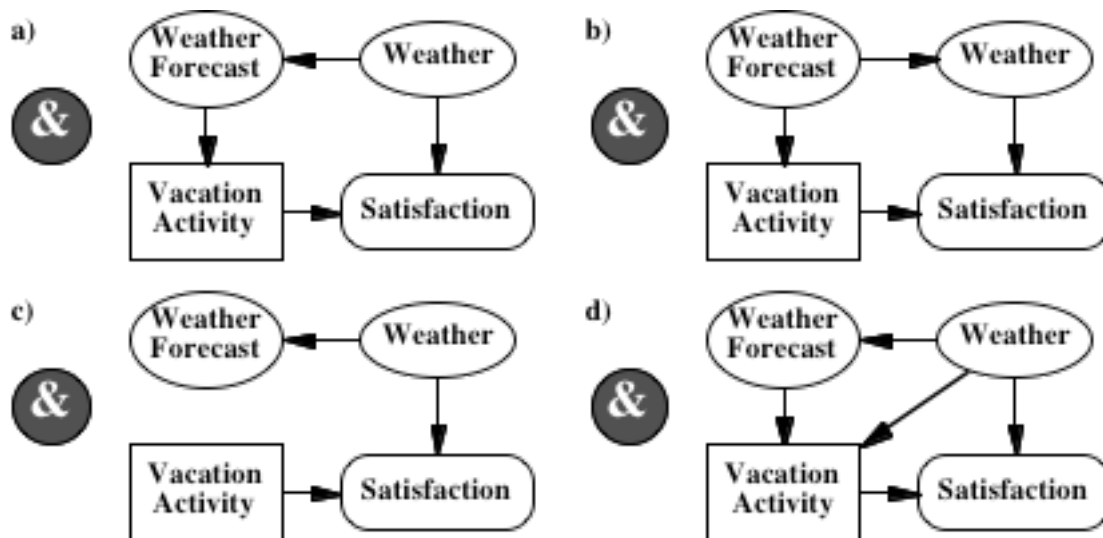 a)
Weather
Forecast
Weather
&
Vacation
Activity
Satisfaction
b)
Weather
Forecast
Weather
&
Vacation
Activity
Satisfaction
c)
Weather
Forecast
Weather
&
Vacation
Activity
Satisfaction
d)
Weather
Forecast
Weather
&
Vacation
Activity
Satisfaction